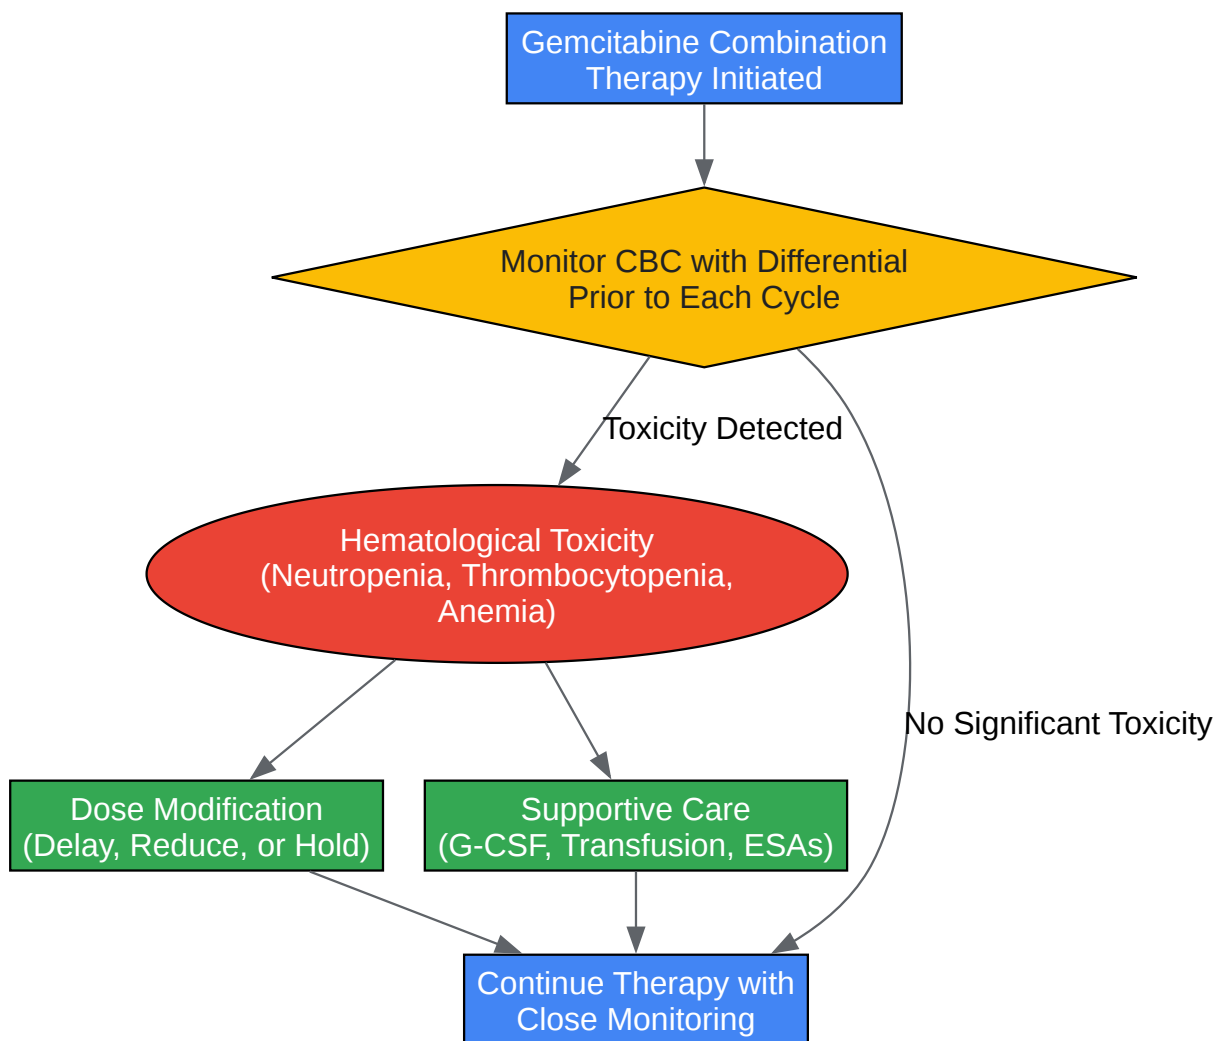 Gemcitabine Combination
Therapy Initiated
Monitor CBC with Differential
Prior to Each Cycle
Toxicity Detected
Hematological Toxicity
(Neutropenia, Thrombocytopenia,
Anemia)
No Significant Toxicity
Dose Modification
(Delay, Reduce, or Hold)
Supportive Care
(G-CSF, Transfusion, ESAs)
Continue Therapy with
Close Monitoring